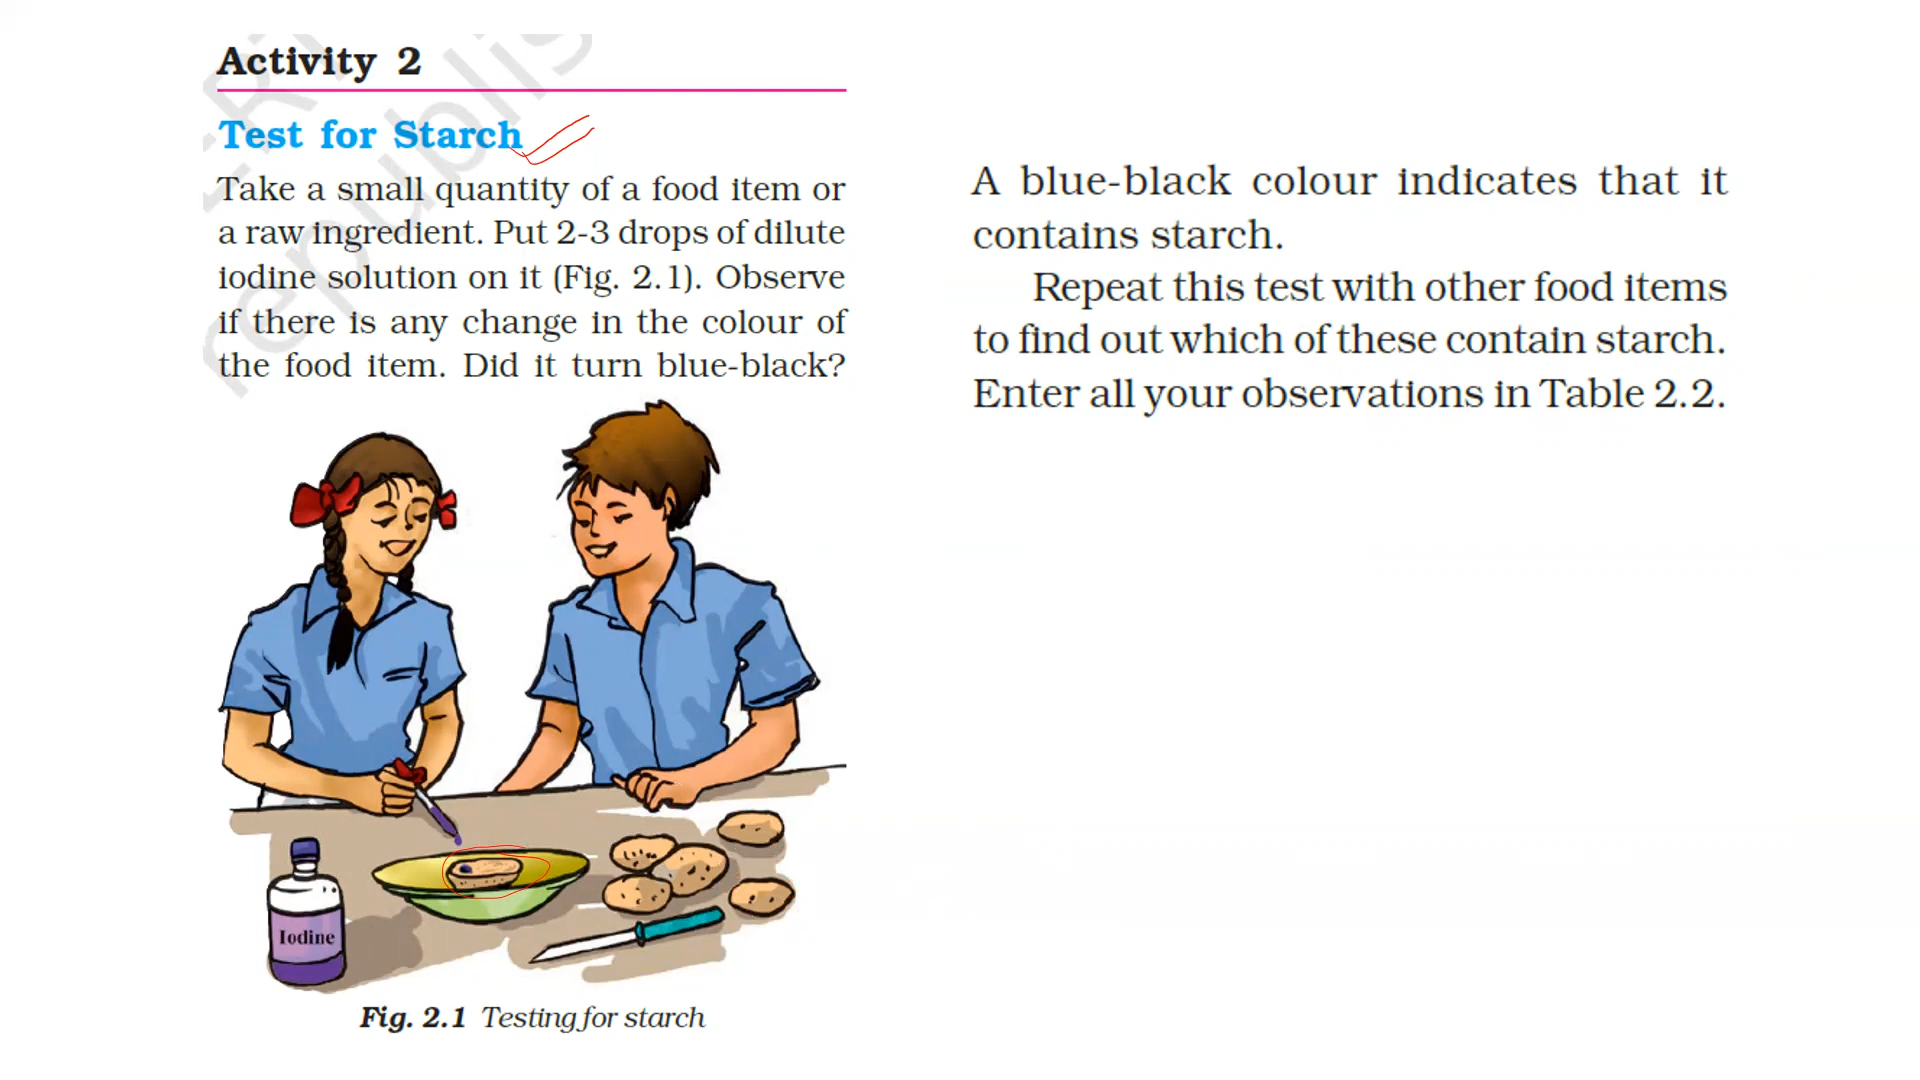 Activity 2
Test for Starch
Take a small quantity of a food item or
a raw ingredient. Put 2-3 drops of dilute
iodine solution on it (Fig. 2.1). Observe
if there is any change in the colour of
the food item. Did it turn blue-black?
Iodine
Fig. 2.1 Testing for starch
A blue-black colour indicates that it
contains starch.
Repeat this test with other food items
to find out which of these contain starch.
Enter all your observations in Table 2.2.
republis